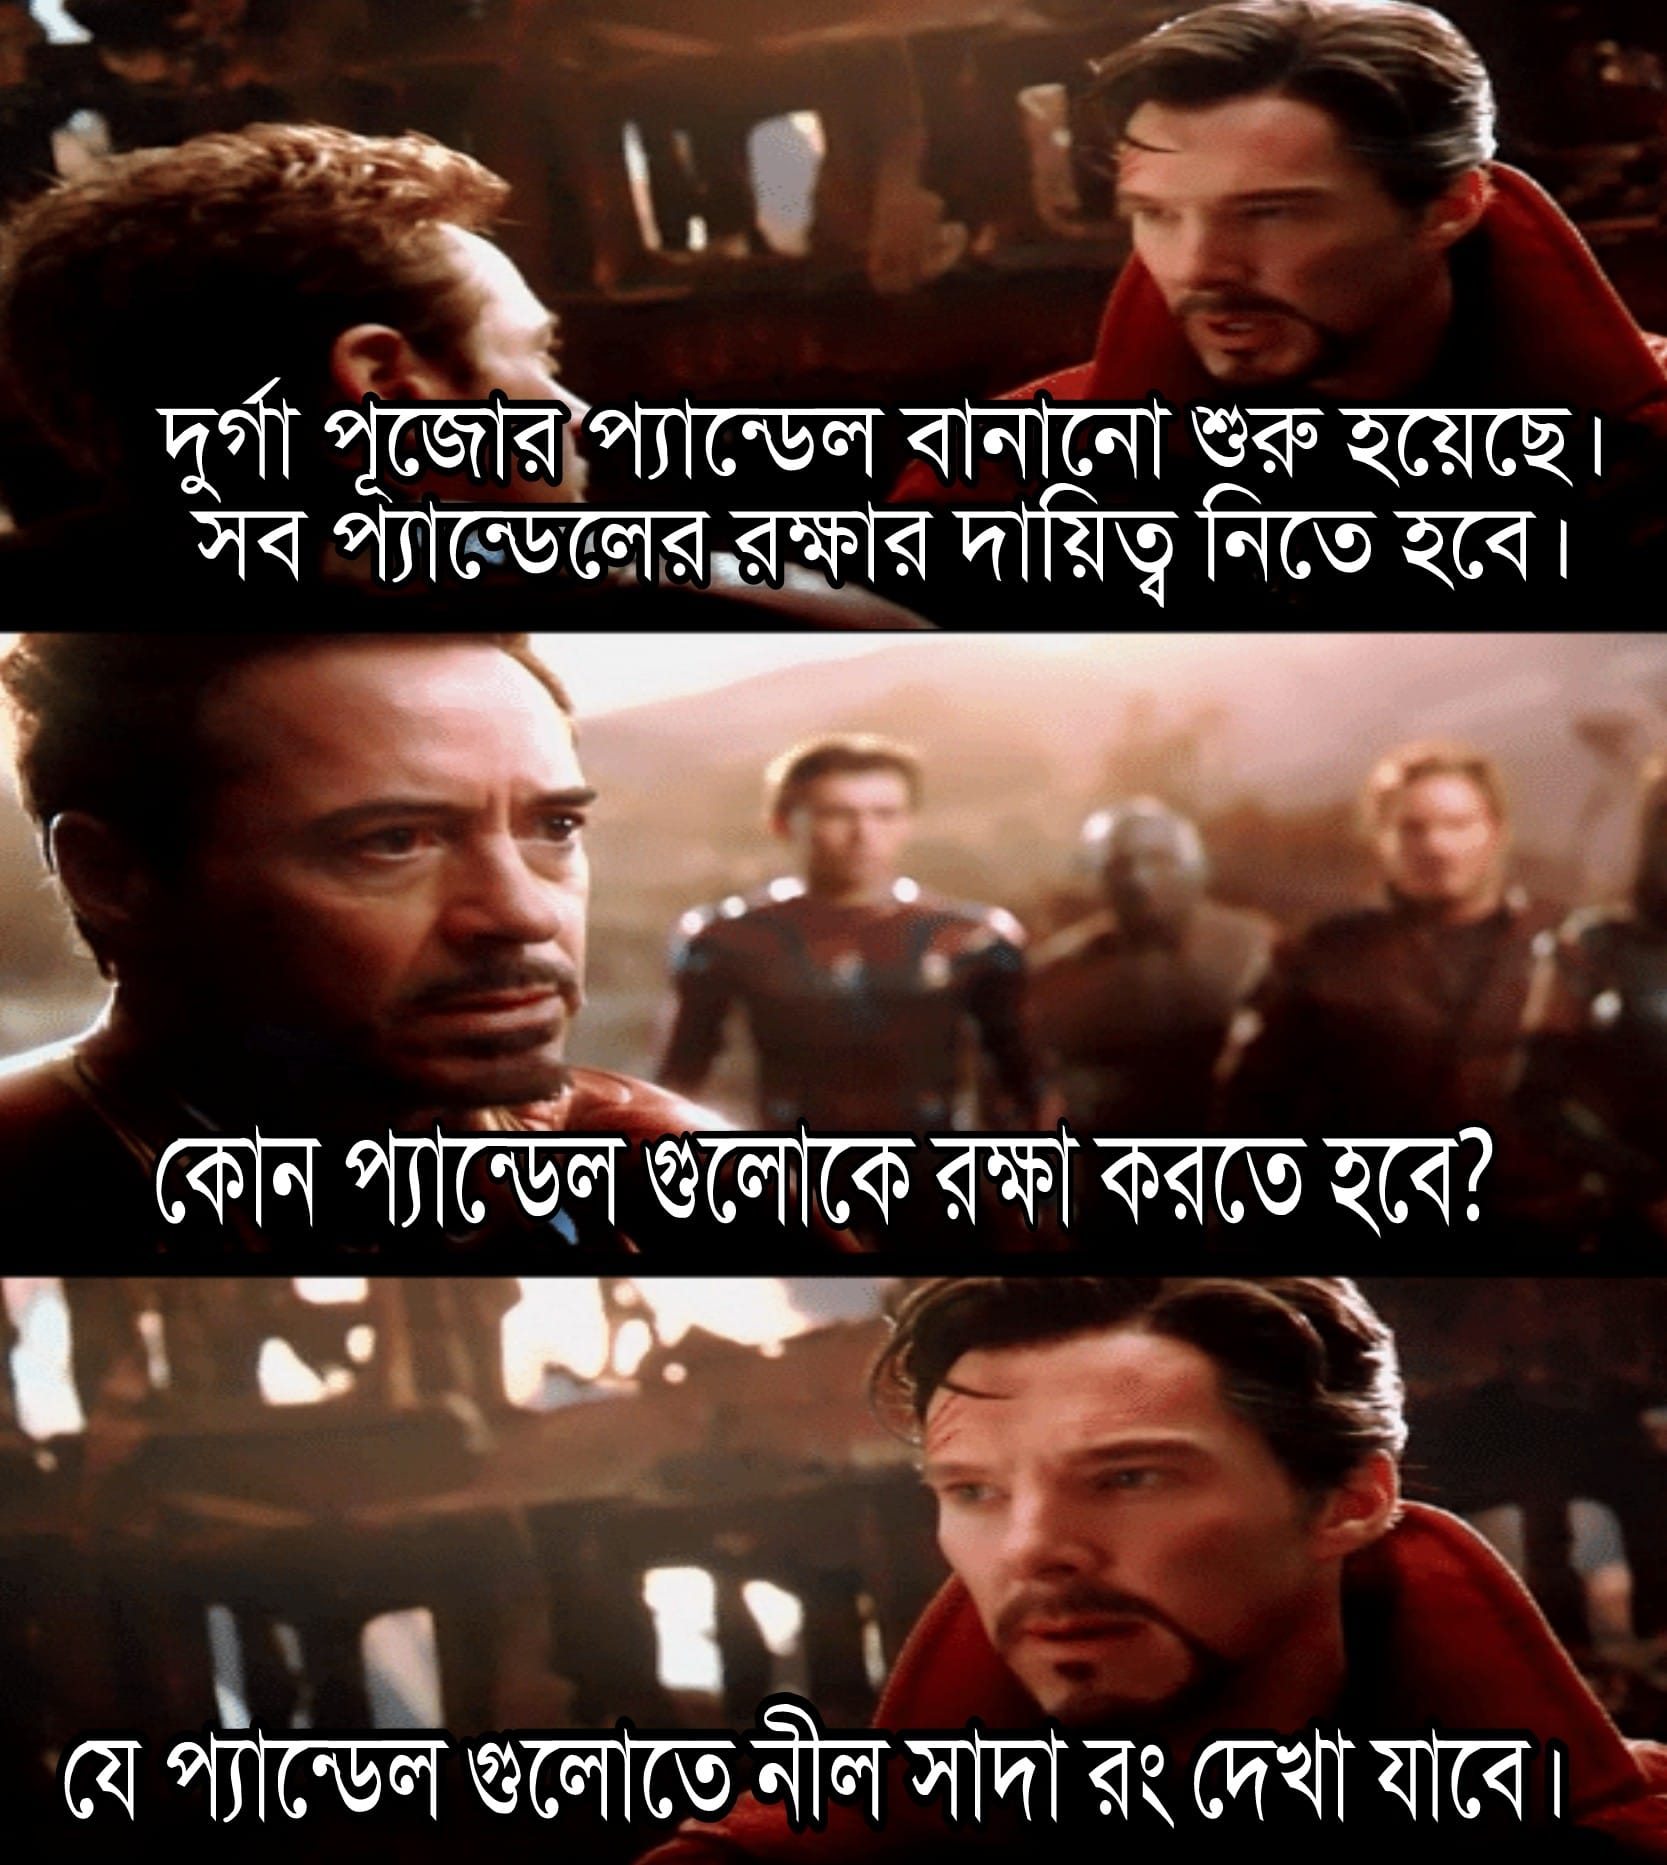 দুর্গা পূজোর প্যান্ডেল বানানো শুরু হয়েছে।
সব প্যান্ডেলের রক্ষার দায়িত্ব নিতে হবে।
কোন প্যান্ডেল গুলোকে রক্ষা করতে হবে?
যে প্যান্ডেল গুলোতে নীল সাদা রং দেখা যাবে।